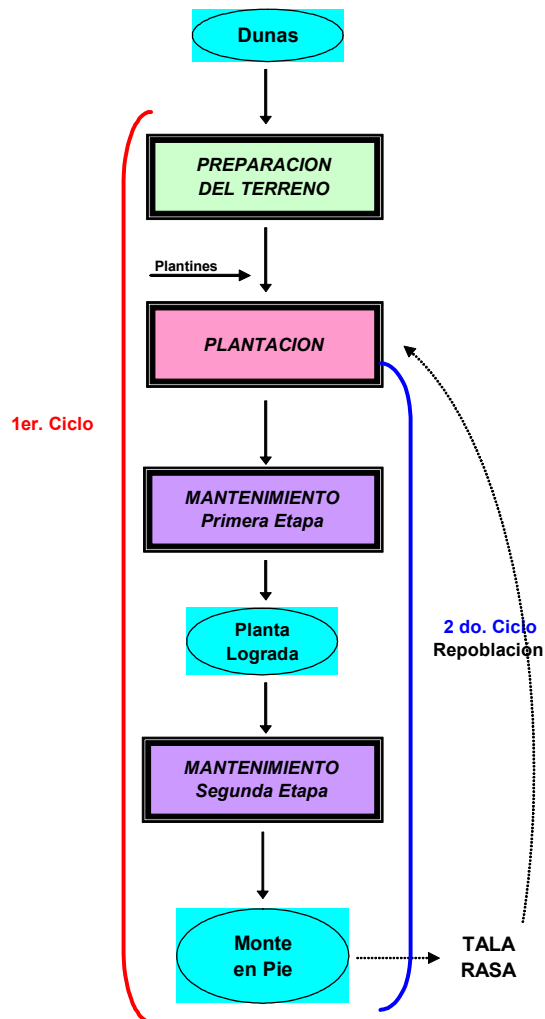 Dunas
PREPARACION
DEL TERRENO
Plantines
PLANTACION
1er. Ciclo
MANTENIMIENTO
Primera Etapa
Planta
Lograda
2 do. Ciclo
Repoblación
MANTENIMIENTO
Segunda Etapa
Monte
en Pie
TALA
RASA